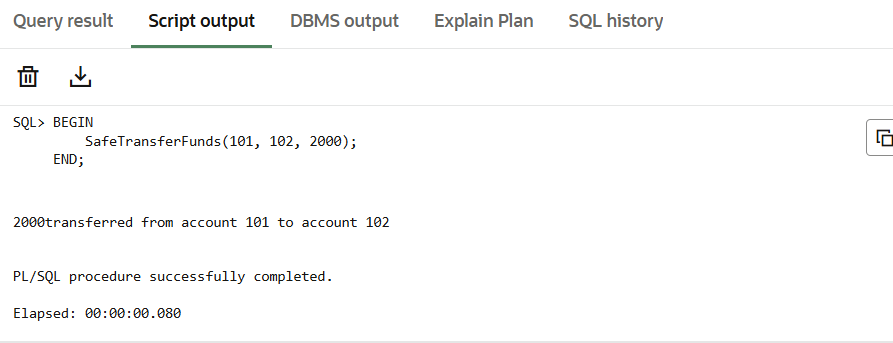 Query result Script output DBMS output Explain Plan SQL history
SQL> BEGIN
SafeTransferFunds(101, 102, 2000);
END;
2000transferred from account 101 to account 102
PL/SQL procedure successfully completed.
Elapsed: 00:00:00.080